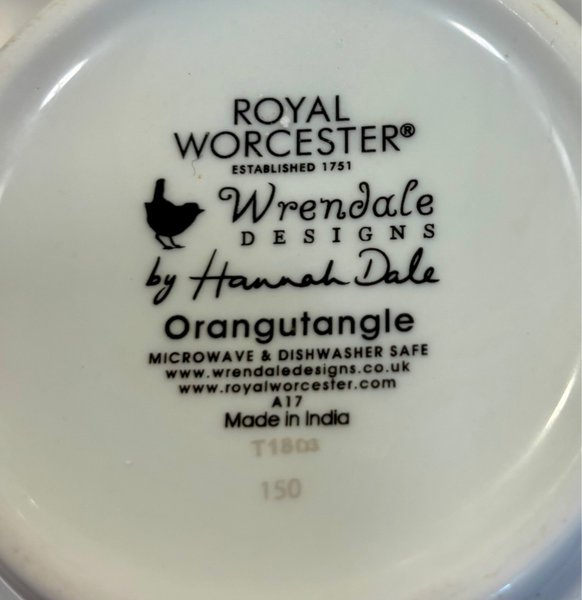 ROYAL
WORCESTER®
ESTABLISHED 1751
Wrendale
DESIGNS
by Hannah Dale
Orangutangle
MICROWAVE & DISHWASHER SAFE
www.wrendaledesigns.co.uk
www.royalworcester.com
A17
Made in India
T1803
150